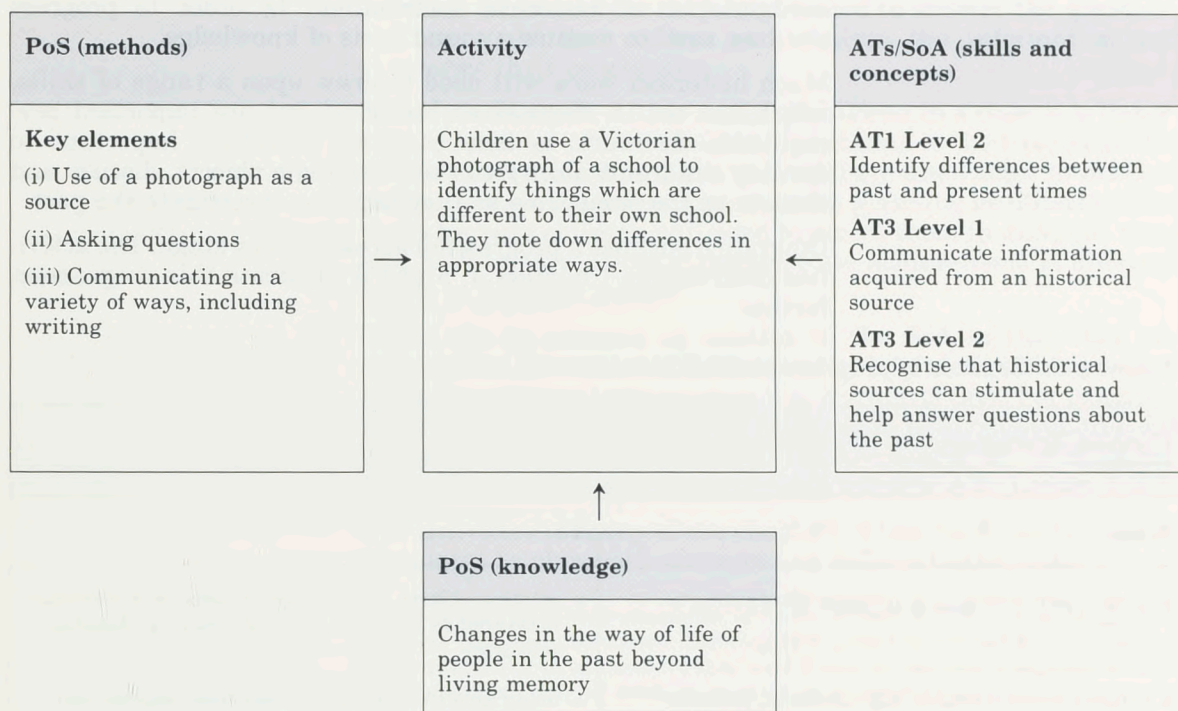 PoS (methods)
Key elements
(i) Use of a photograph as a
source
(ii) Asking questions
(iii) Communicating in a
variety of ways, including
writing
Activity
Children use a Victorian
photograph of a school to
identify things which are
different to their own school.
They note down differences in
appropriate ways.
ATs/SoA (skills and
concepts)
AT1 Level 2
Identify differences between
past and present times
AT3 Level 1
Communicate information
acquired from an historical
source
AT3 Level 2
Recognise that historical
sources can stimulate and
help answer questions about
the past
PoS (knowledge)
Changes in the way of life of
people in the past beyond
living memory